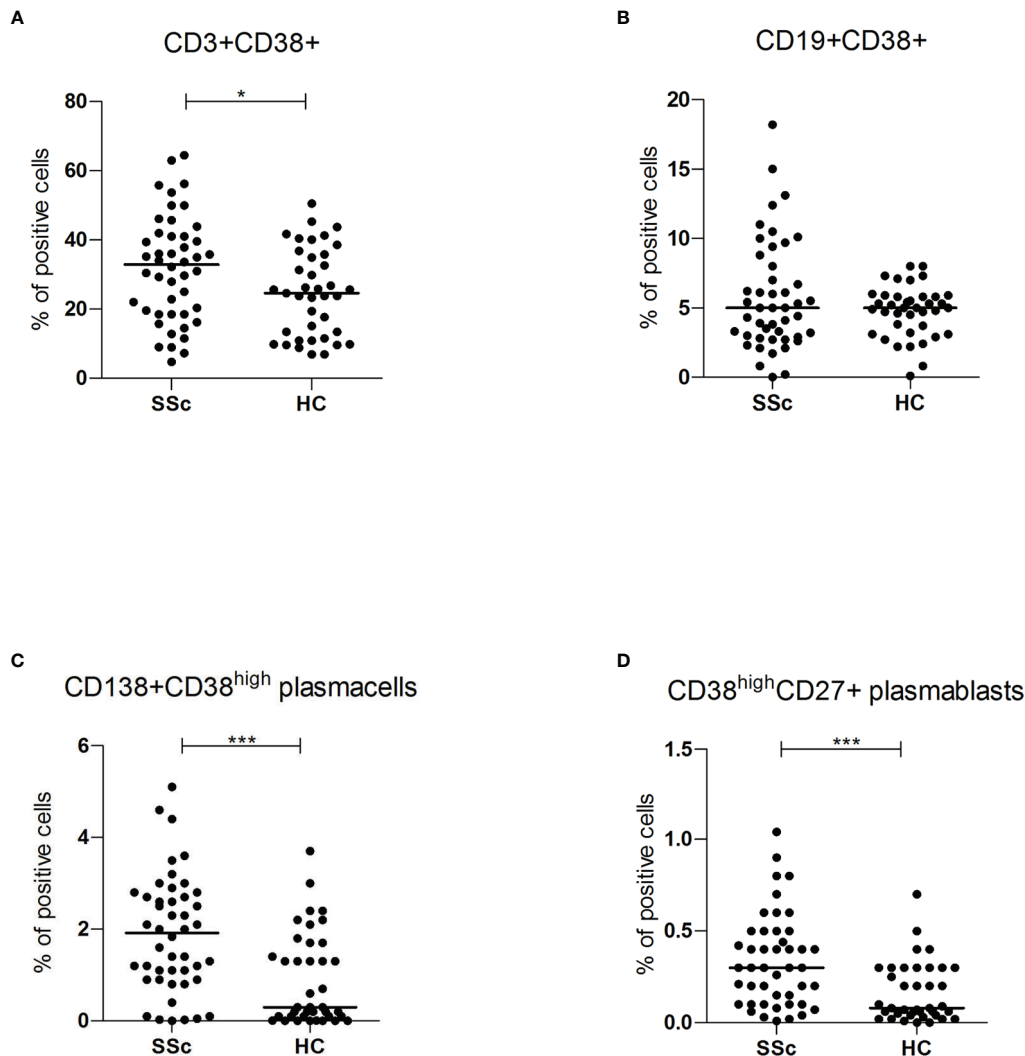 A
CD3+CD38+
*
% of positive cells
80
60
40
20
0
SSc
HC
B
CD19+CD38+
% of positive cells
20
15
10
5
0
SSc
HC
C
CD138+CD38high plasmacells
***
% of positive cells
6
4
2
0
SSc
HC
D
CD38highCD27+ plasmablasts
***
% of positive cells
1.5
1.0
0.5
0.0
SSc
HC